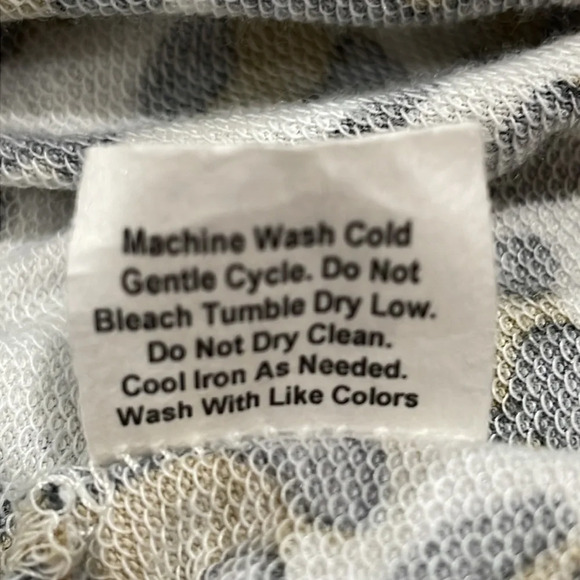 Machine Wash Cold
Gentle Cycle. Do Not
Bleach Tumble Dry Low.
Do Not Dry Clean.
Cool Iron As Needed.
Wash With Like Colors